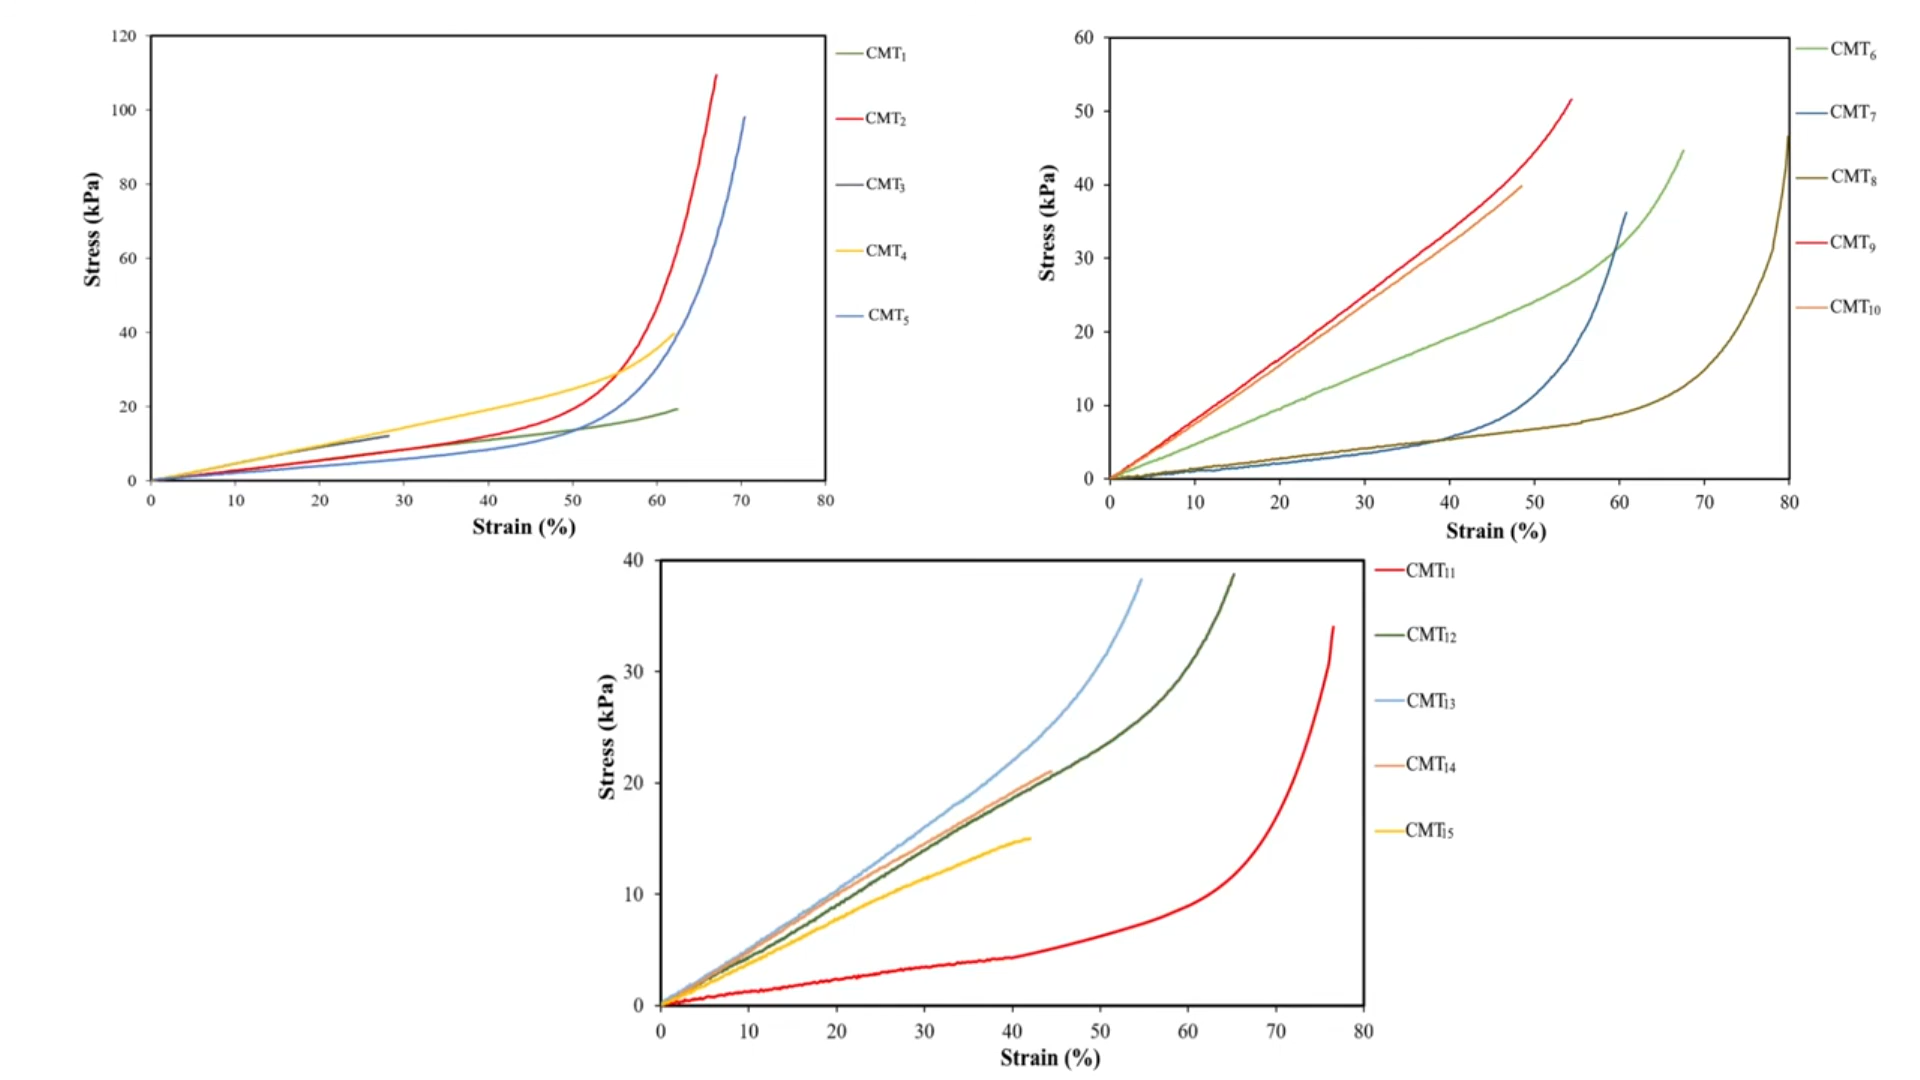 120
100
80
60
40
20
0
Stress (kPa)
0 10 20 30 40 50 60 70 80
Strain (%)
CMT1
CMT2
CMT3
CMT4
CMT5
60
50
40
30
20
10
0
Stress (kPa)
0 10 20 30 40 50 60 70 80
Strain (%)
CMT6
CMT7
CMT8
CMT9
CMT10
40
30
20
10
0
Stress (kPa)
0 10 20 30 40 50 60 70 80
Strain (%)
CMT11
CMT12
CMT13
CMT14
CMT15